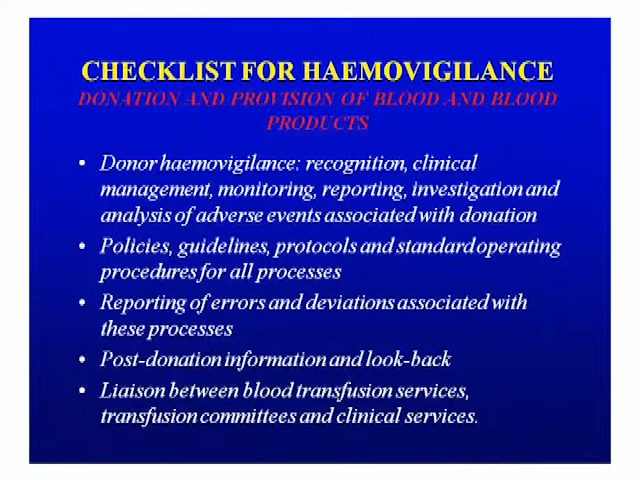 CHECKLIST FOR HAEMOVIGILANCE
DONATION AND PROVISION OF BLOOD AND BLOOD
PRODUCTS
• Donor haemovigilance: recognition, clinical
management, monitoring, reporting, investigation and
analysis of adverse events associated with donation
• Policies, guidelines, protocols and standard operating
procedures for all processes
• Reporting of errors and deviations associated with
these processes
• Post-donation information and look-back
• Liaison between blood transfusion services,
transfusion committees and clinical services.